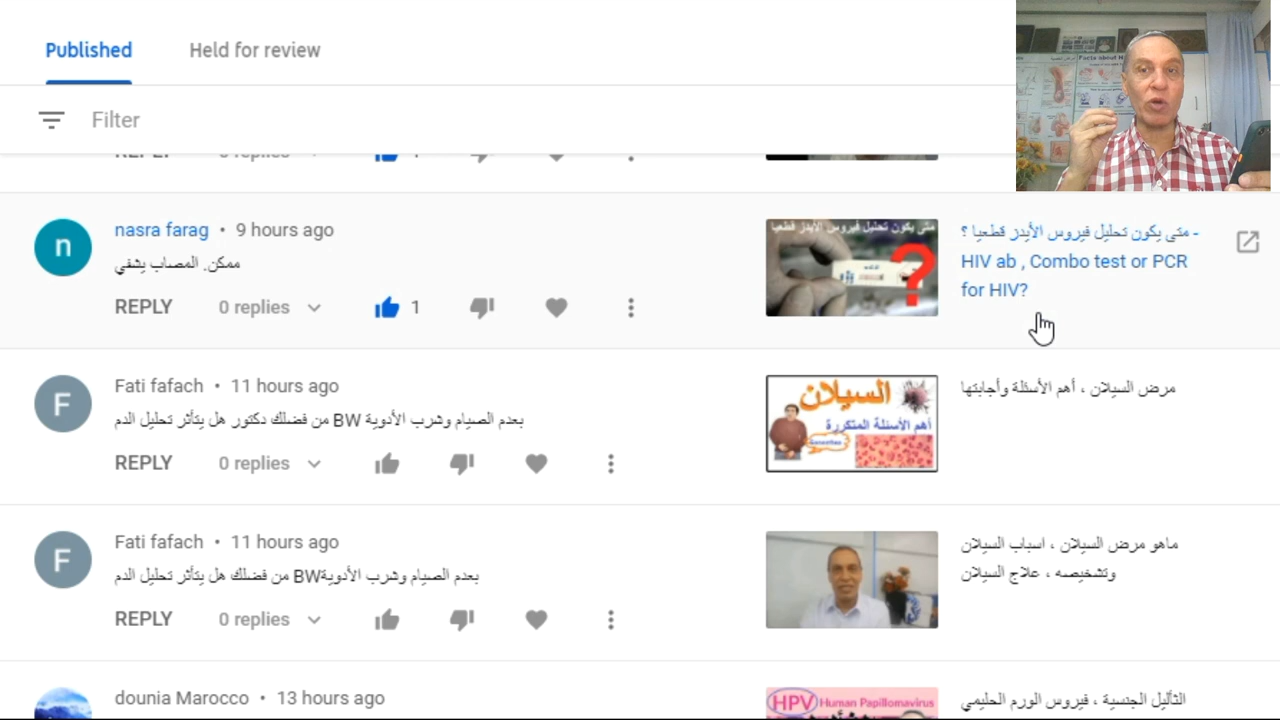 Published
Held for review
Filter
Facts about H
nasra farag • 9 hours ago
ممكن. المصاب يشفي
REPLY
0 replies
1
متى يكون تحليل فيروس الأيدز قطعيا
?
متى يكون تحليل فيروس الأيدز قطعيا ؟ -
HIV ab , Combo test or PCR
for HIV?
Fati fafach • 11 hours ago
بعدم الصيام وشرب الأدوية BW من فضلك دكتور هل يتأثر تحليل الدم
REPLY
0 replies
السيلان
أهم الأسئلة المتكررة
مرض السيلان ، أهم الأسئلة وأجابتها
Fati fafach • 11 hours ago
بعدم الصيام وشرب الأدويةBW من فضلك هل يتأثر تحليل الدم
REPLY
0 replies
ماهو مرض السيلان ، اسباب السيلان
وتشخيصه ، علاج السيلان
dounia Marocco • 13 hours ago
HPV Human Papillomavirus
الثأليل الجنسية ، فيروس الورم الحليمي